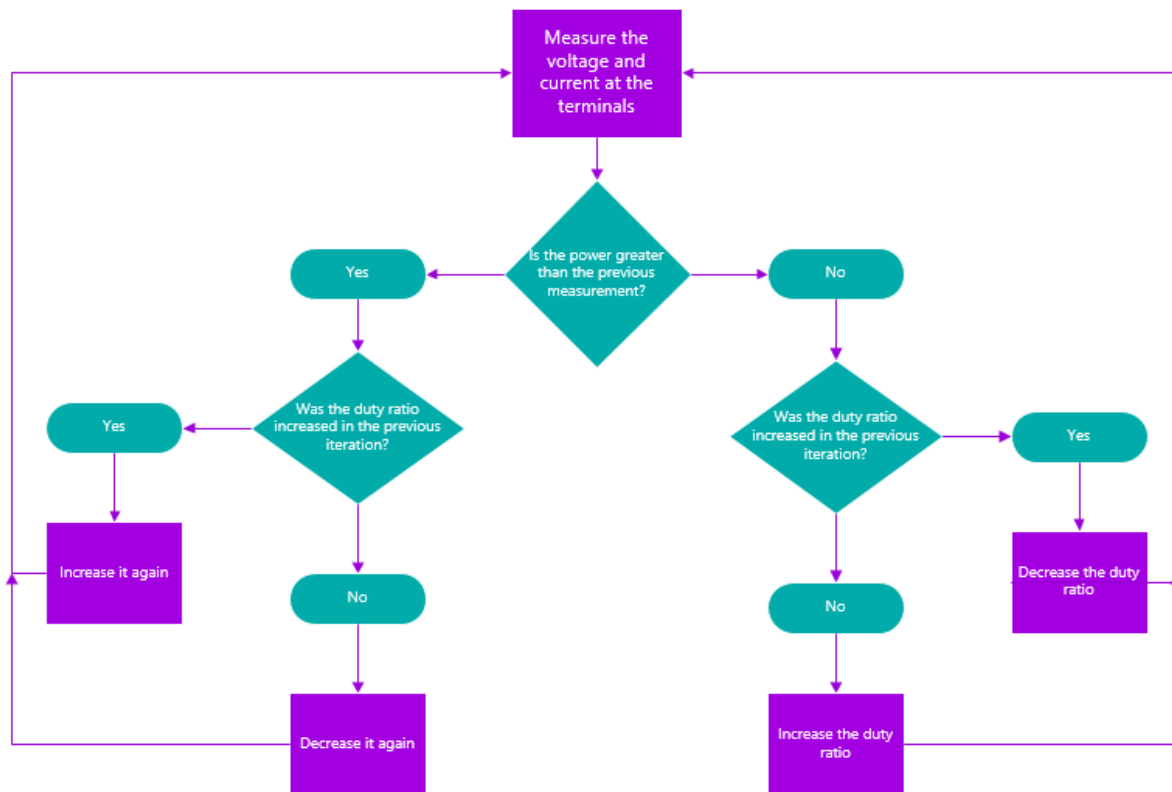 Measure the
voltage and
current at the
terminals
Is the power greater
than the previous
measurement?
Yes
No
Was the duty ratio
increased in the previous
iteration?
Was the duty ratio
increased in the previous
iteration?
Yes
Yes
Increase it again
Decrease the duty
ratio
No
No
Decrease it again
Increase the duty
ratio